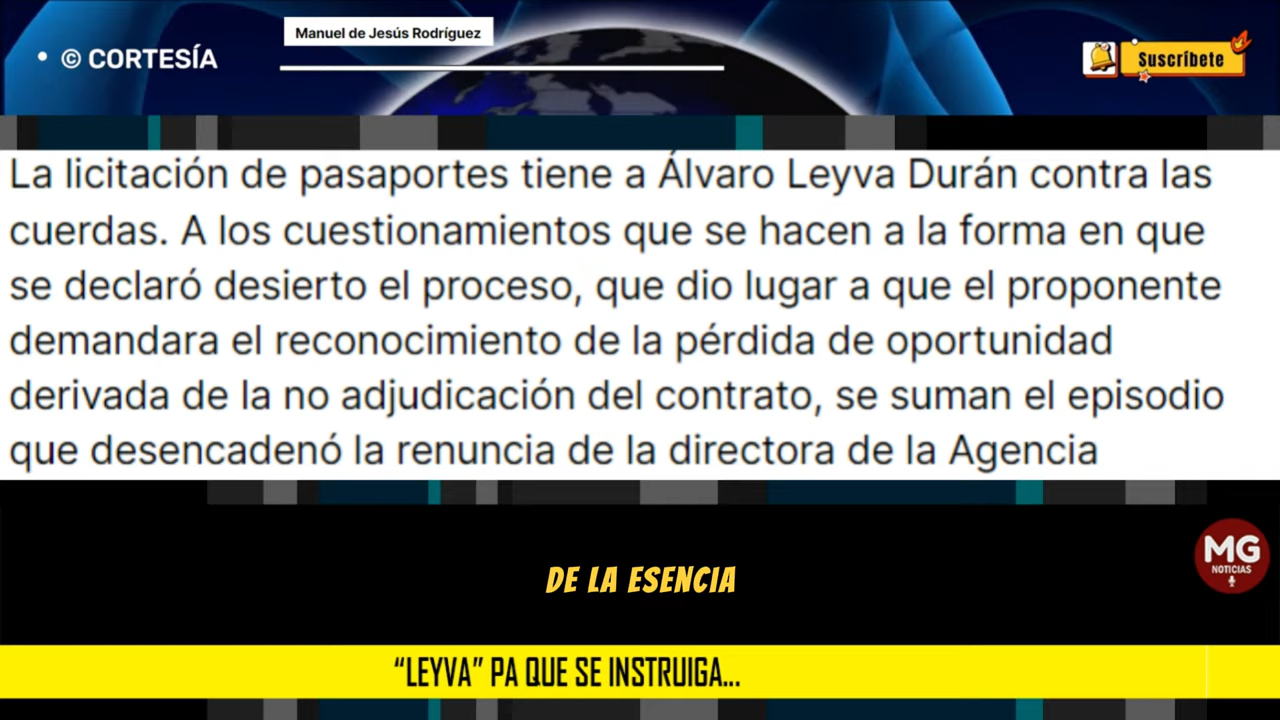 Manuel de Jesús Rodríguez
• © CORTESÍA
Suscríbete
La licitación de pasaportes tiene a Álvaro Leyva Durán contra las
cuerdas. A los cuestionamientos que se hacen a la forma en que
se declaró desierto el proceso, que dio lugar a que el proponente
demandara el reconocimiento de la pérdida de oportunidad
derivada de la no adjudicación del contrato, se suman el episodio
que desencadenó la renuncia de la directora de la Agencia
MG
NOTICIAS
DE LA ESENCIA
“LEYVA” PA QUE SE INSTRUIGA...